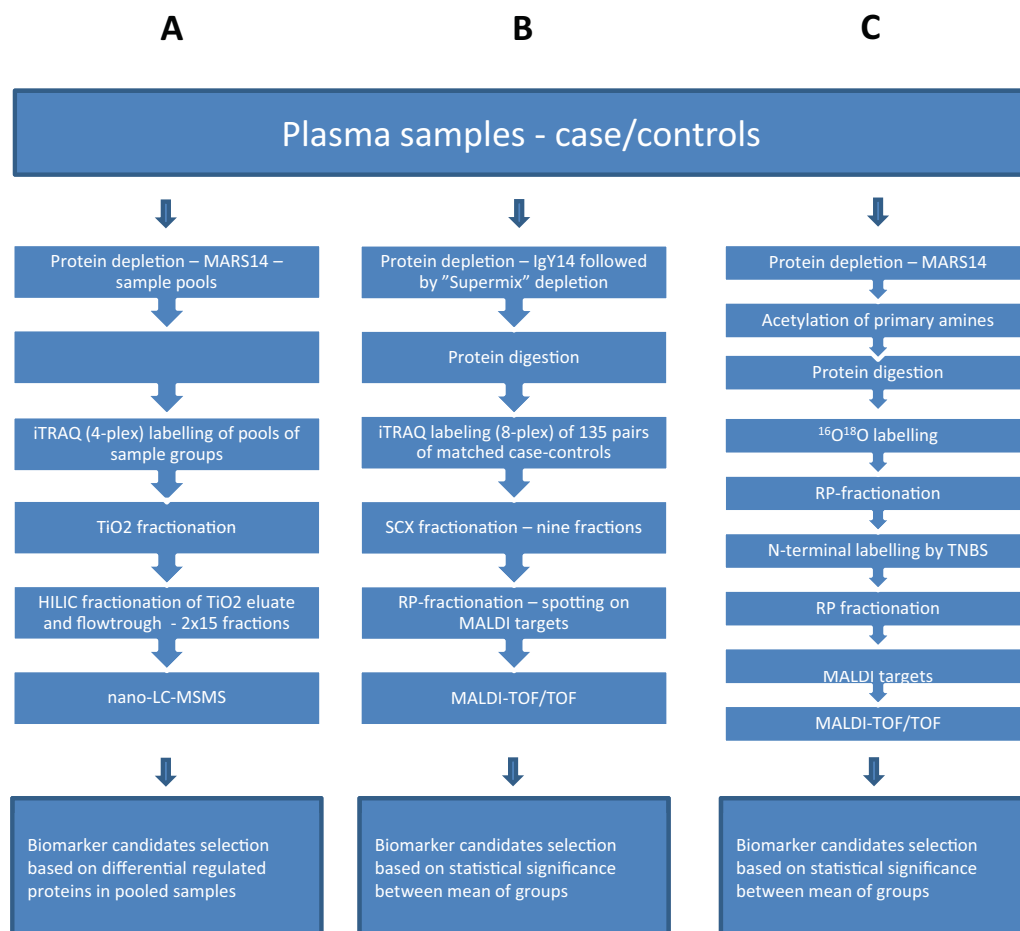 A
B
C
Plasma samples - case/controls
Protein depletion – MARS14 –
sample pools
iTRAQ (4-plex) labelling of pools of
sample groups
TiO2 fractionation
HILIC fractionation of TiO2 eluate
and flowtrough - 2x15 fractions
nano-LC-MSMS
Biomarker candidates selection
based on differential regulated
proteins in pooled samples
Protein depletion – IgY14 followed
by ”Supermix” depletion
Protein digestion
iTRAQ labeling (8-plex) of 135 pairs
of matched case-controls
SCX fractionation – nine fractions
RP-fractionation – spotting on
MALDI targets
MALDI-TOF/TOF
Biomarker candidates selection
based on statistical significance
between mean of groups
Protein depletion – MARS14
Acetylation of primary amines
Protein digestion
¹⁶O¹⁸O labelling
RP-fractionation
N-terminal labelling by TNBS
RP fractionation
MALDI targets
MALDI-TOF/TOF
Biomarker candidates selection
based on statistical significance
between mean of groups